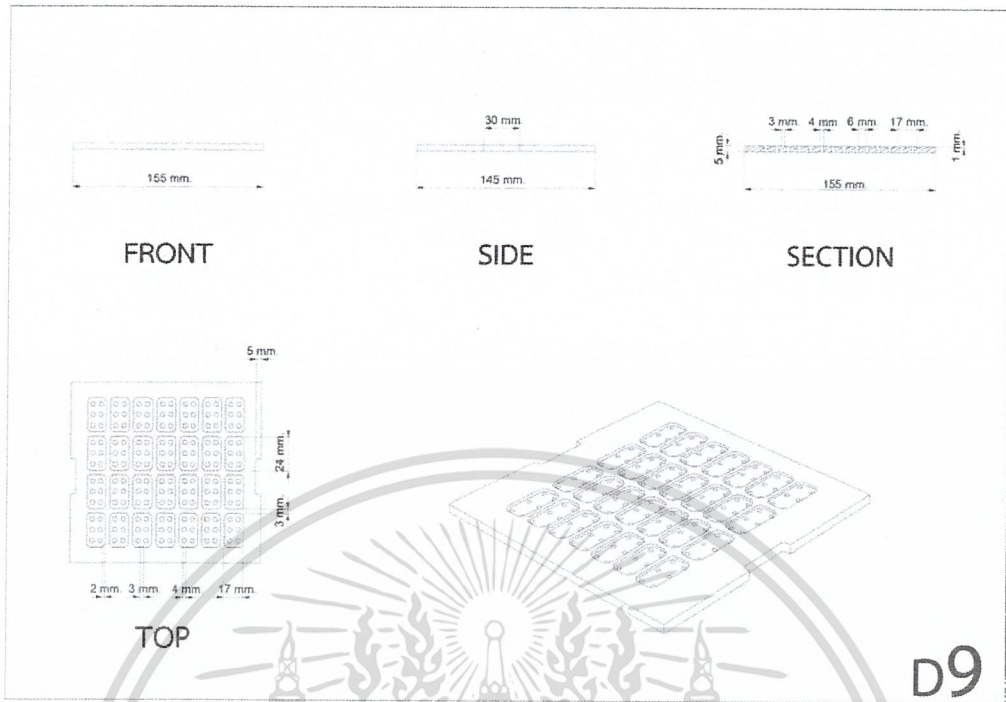 30 mm.
3 mm. 4 mm. 6 mm. 17 mm.
5 mm.
1 mm.
155 mm.
145 mm.
155 mm.
FRONT
SIDE
SECTION
5 mm.
24 mm.
3 mm.
2 mm. 3 mm. 4 mm 17 mm.
TOP
D9